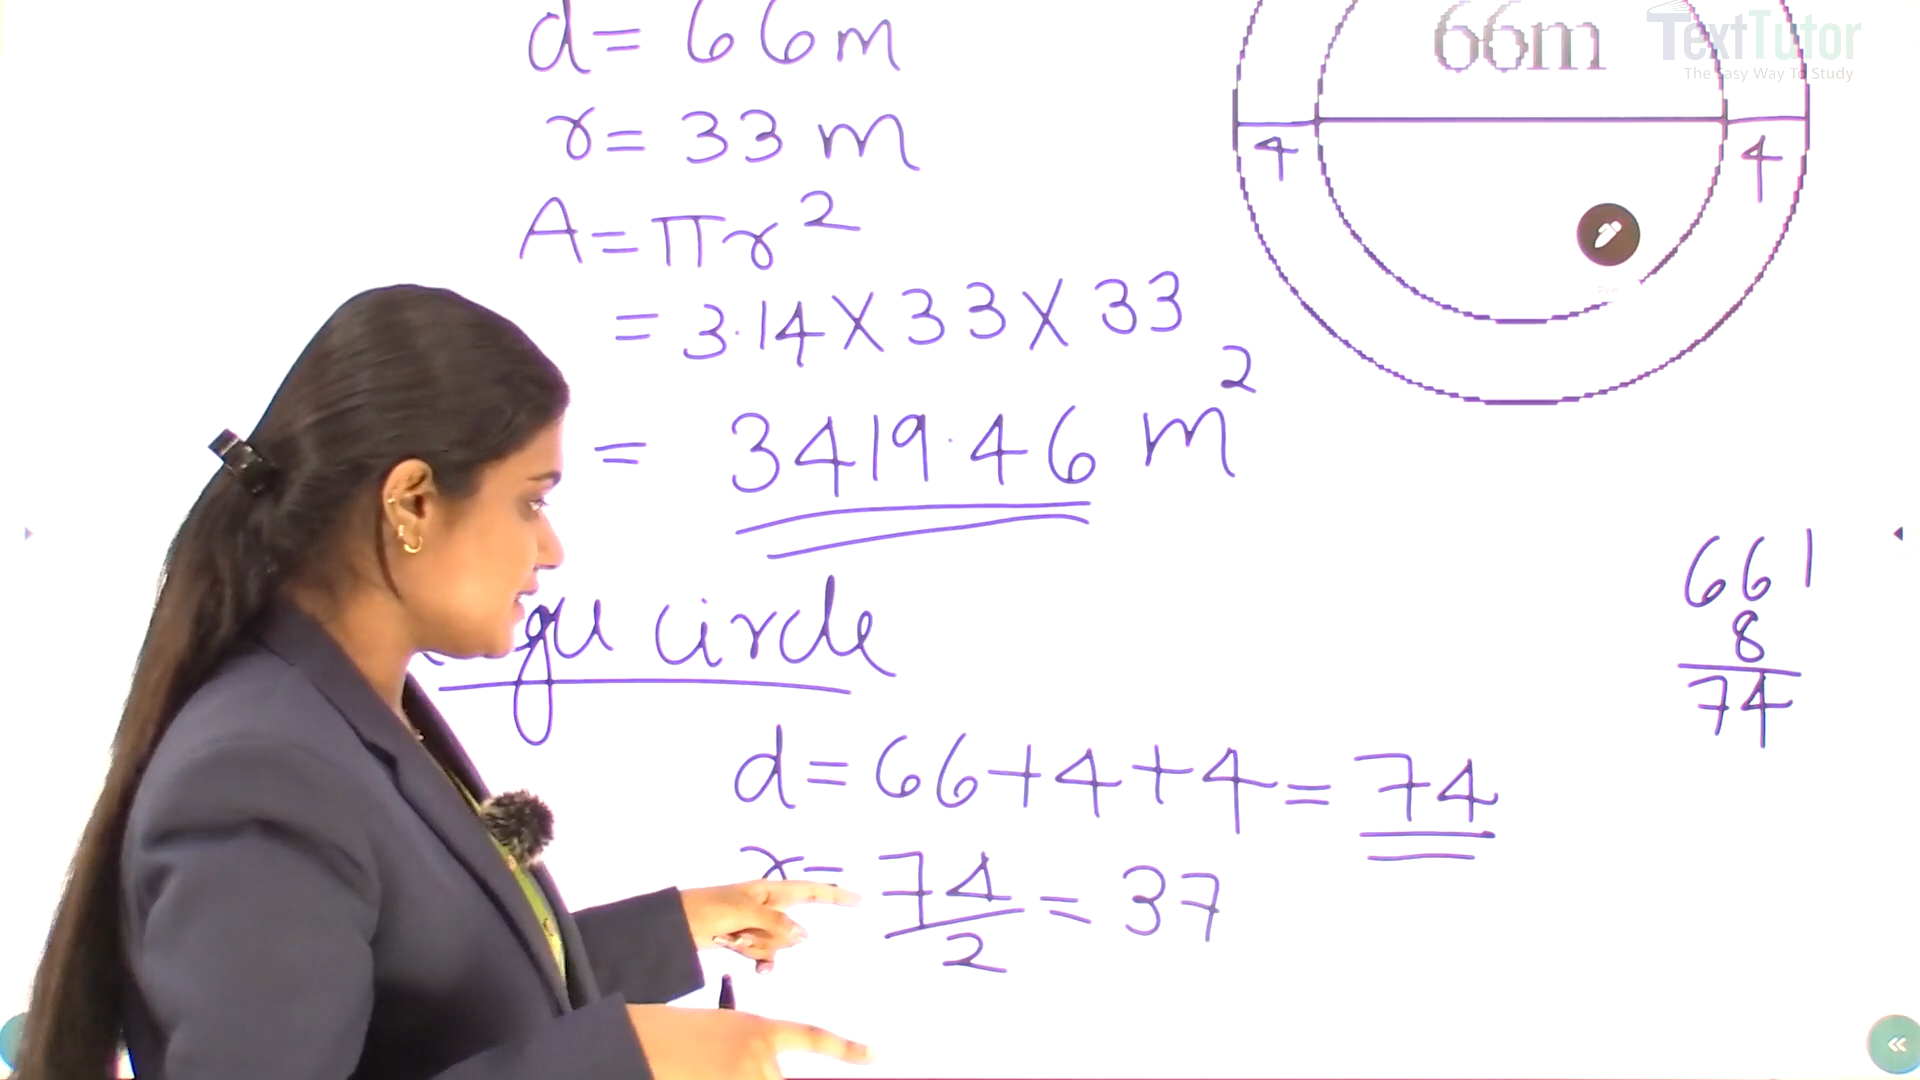 d = 66m
r = 33 m
A = πr²
= 3.14 X 33 X 33
= 3419.46 m²
circle
d = 66 + 4 + 4 = 74
r = 74/2 = 37
66m
4 4
TextTutor
The Easy Way To Study
66 1
8
74